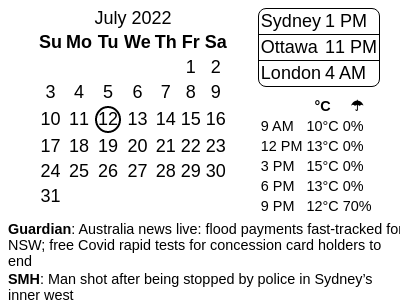 July 2022
Su Mo Tu We Th Fr Sa
1 2
3 4 5 6 7 8 9
10 11 12 13 14 15 16
17 18 19 20 21 22 23
24 25 26 27 28 29 30
31
Sydney 1 PM
Ottawa 11 PM
London 4 AM
°C ☂
9 AM 10°C 0%
12 PM 13°C 0%
3 PM 15°C 0%
6 PM 13°C 0%
9 PM 12°C 70%
Guardian: Australia news live: flood payments fast-tracked for
NSW; free Covid rapid tests for concession card holders to
end
SMH: Man shot after being stopped by police in Sydney’s
inner west